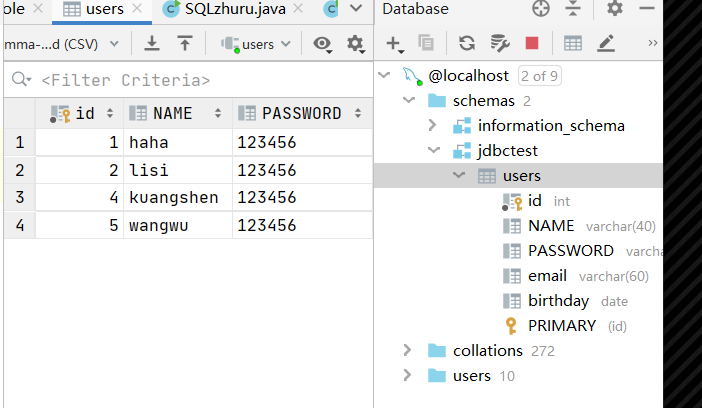 ole
users
SQLzhuru.java
mma-...d (CSV)
users
<Filter Criteria>
id NAME PASSWORD
1 1 haha 123456
2 2 lisi 123456
3 4 kuangshen 123456
4 5 wangwu 123456
Database
@localhost 2 of 9
schemas 2
information_schema
jdbctest
users
id int
NAME varchar(40)
PASSWORD varcha
email varchar(60)
birthday date
PRIMARY (id)
collations 272
users 10